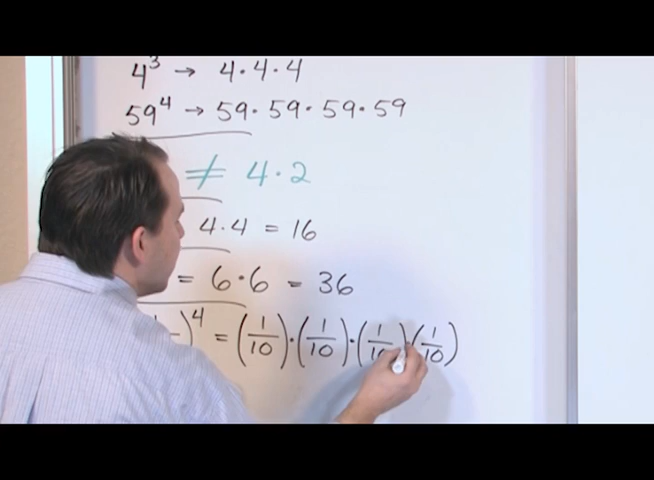 4³ → 4·4·4
59⁴ → 59·59·59·59
≠ 4·2
4·4 = 16
= 6·6 = 36
)⁴ = (1/10)·(1/10)·(1/10)·(1/10)